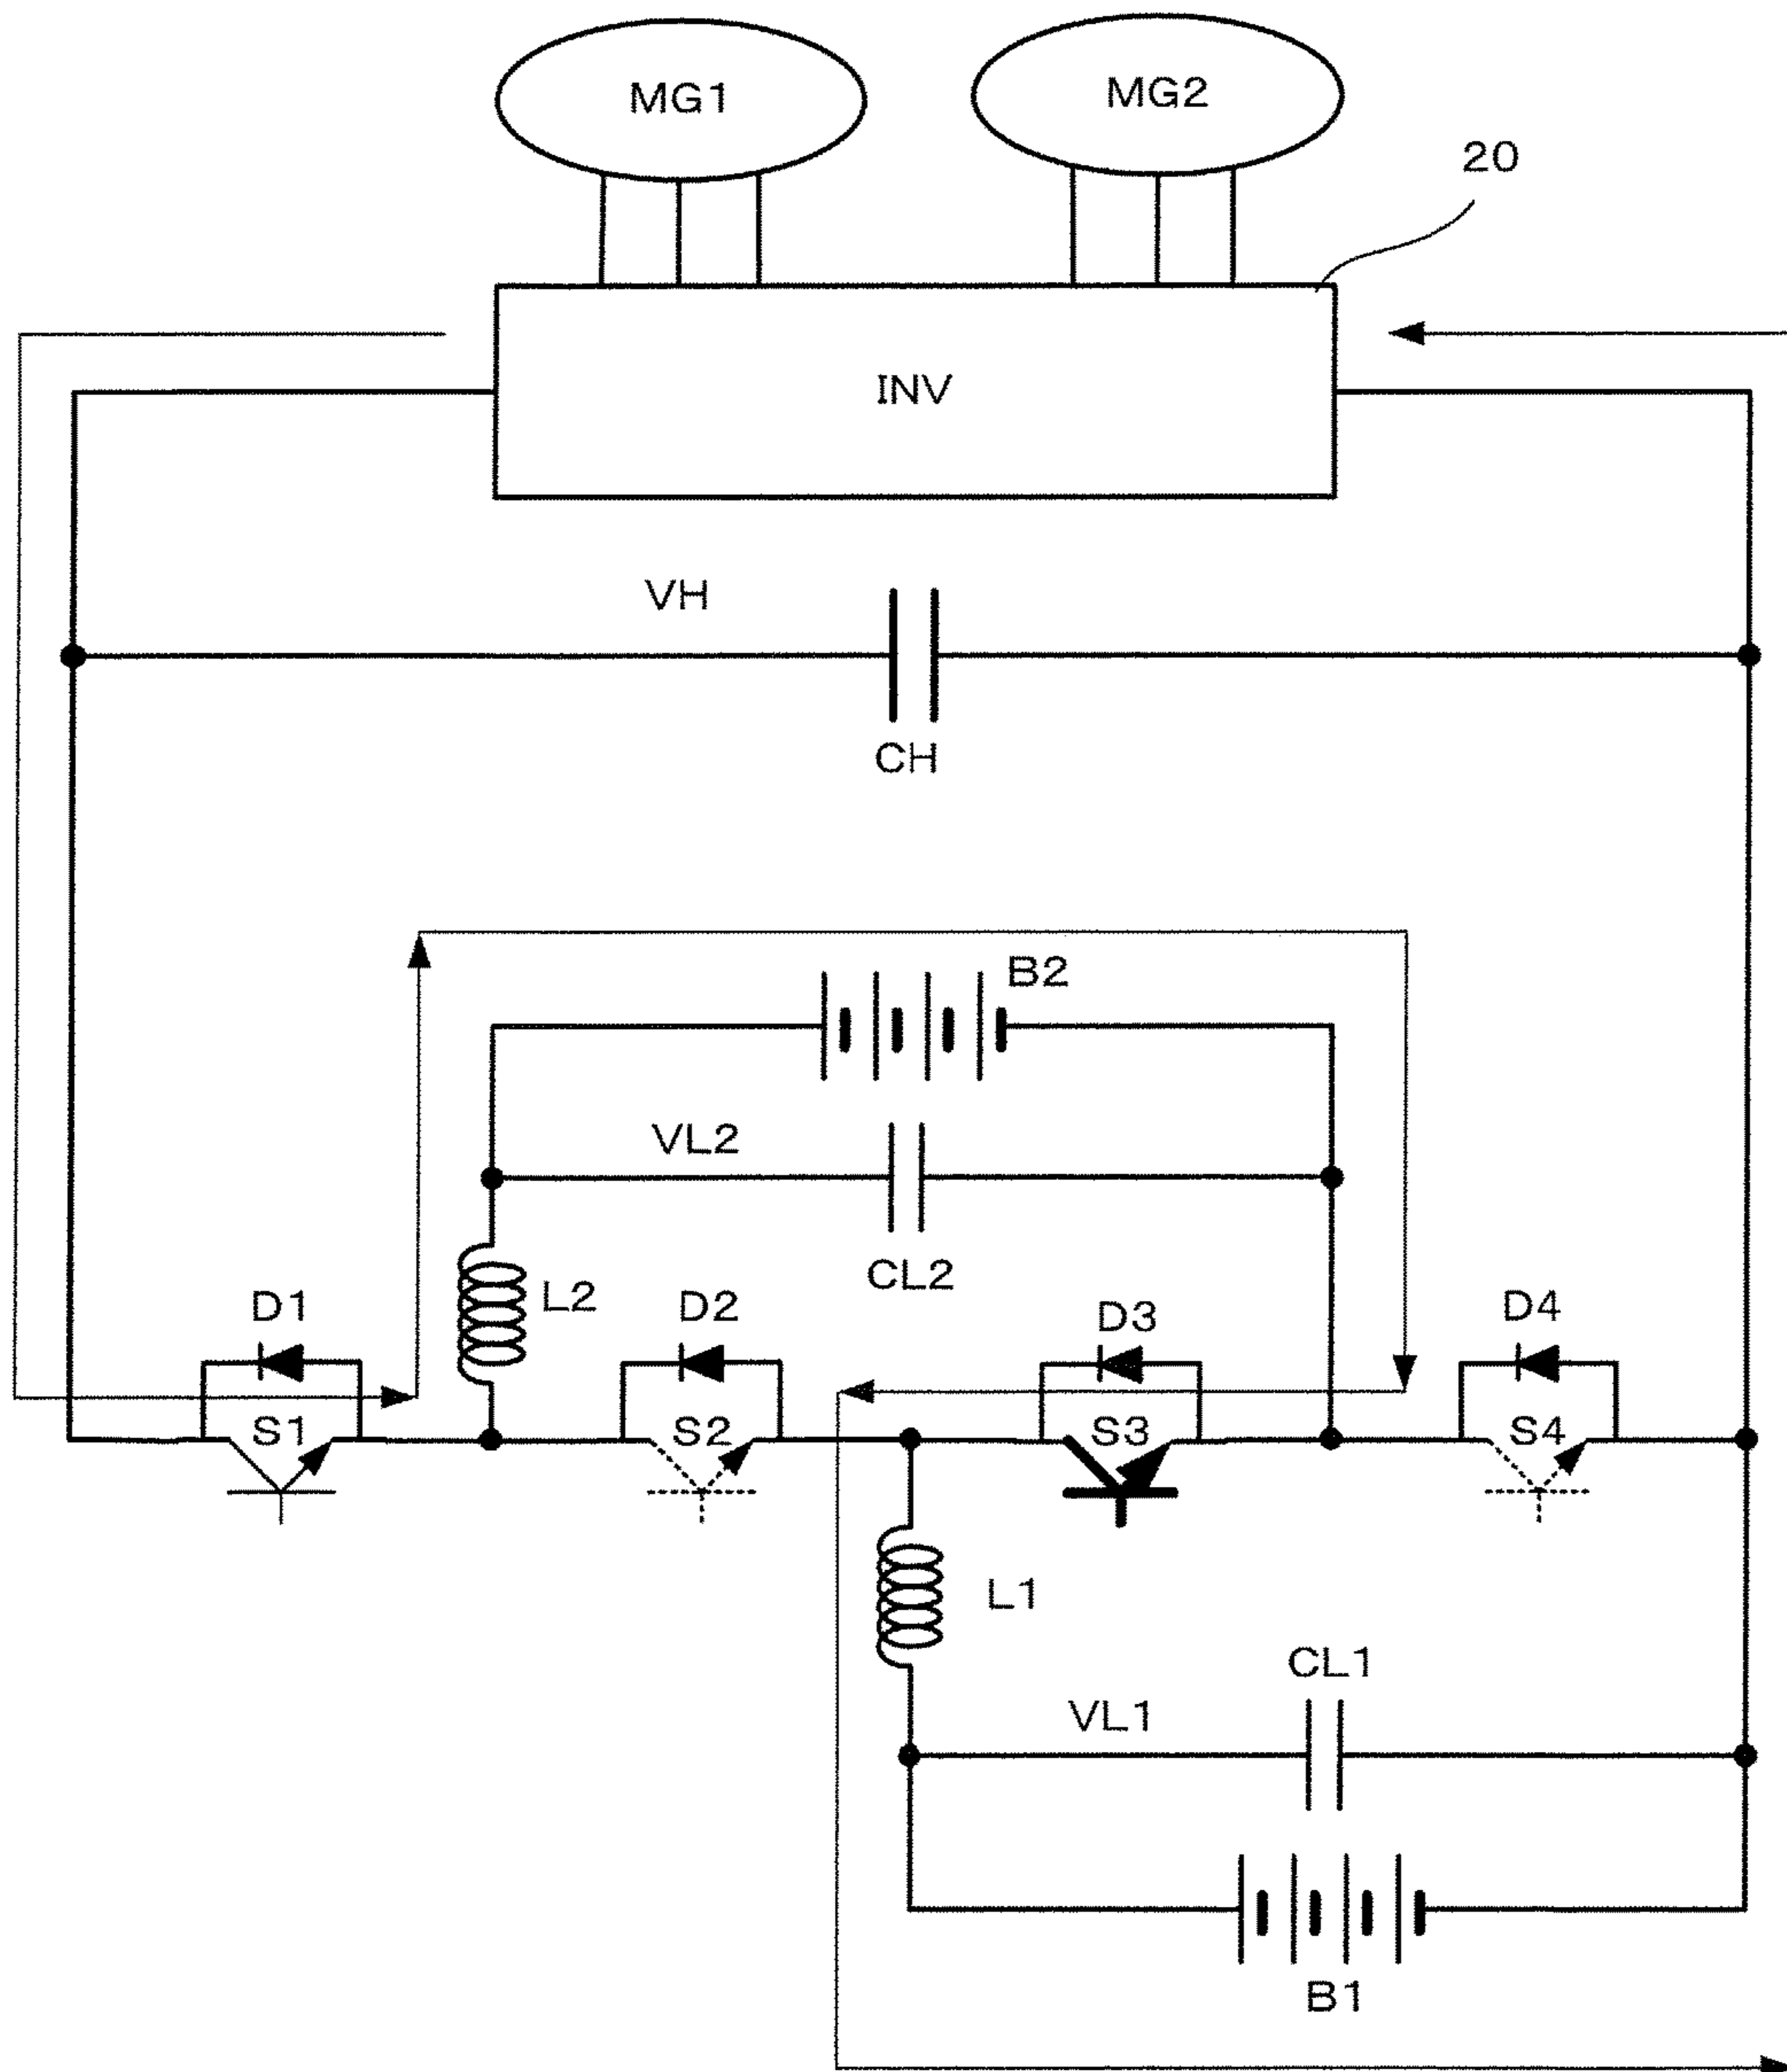 MG1
MG2
20
INV
VH
CH
B2
VL2
CL2
L2
D1
D2
D3
D4
S1
S2
S3
S4
L1
CL1
VL1
B1